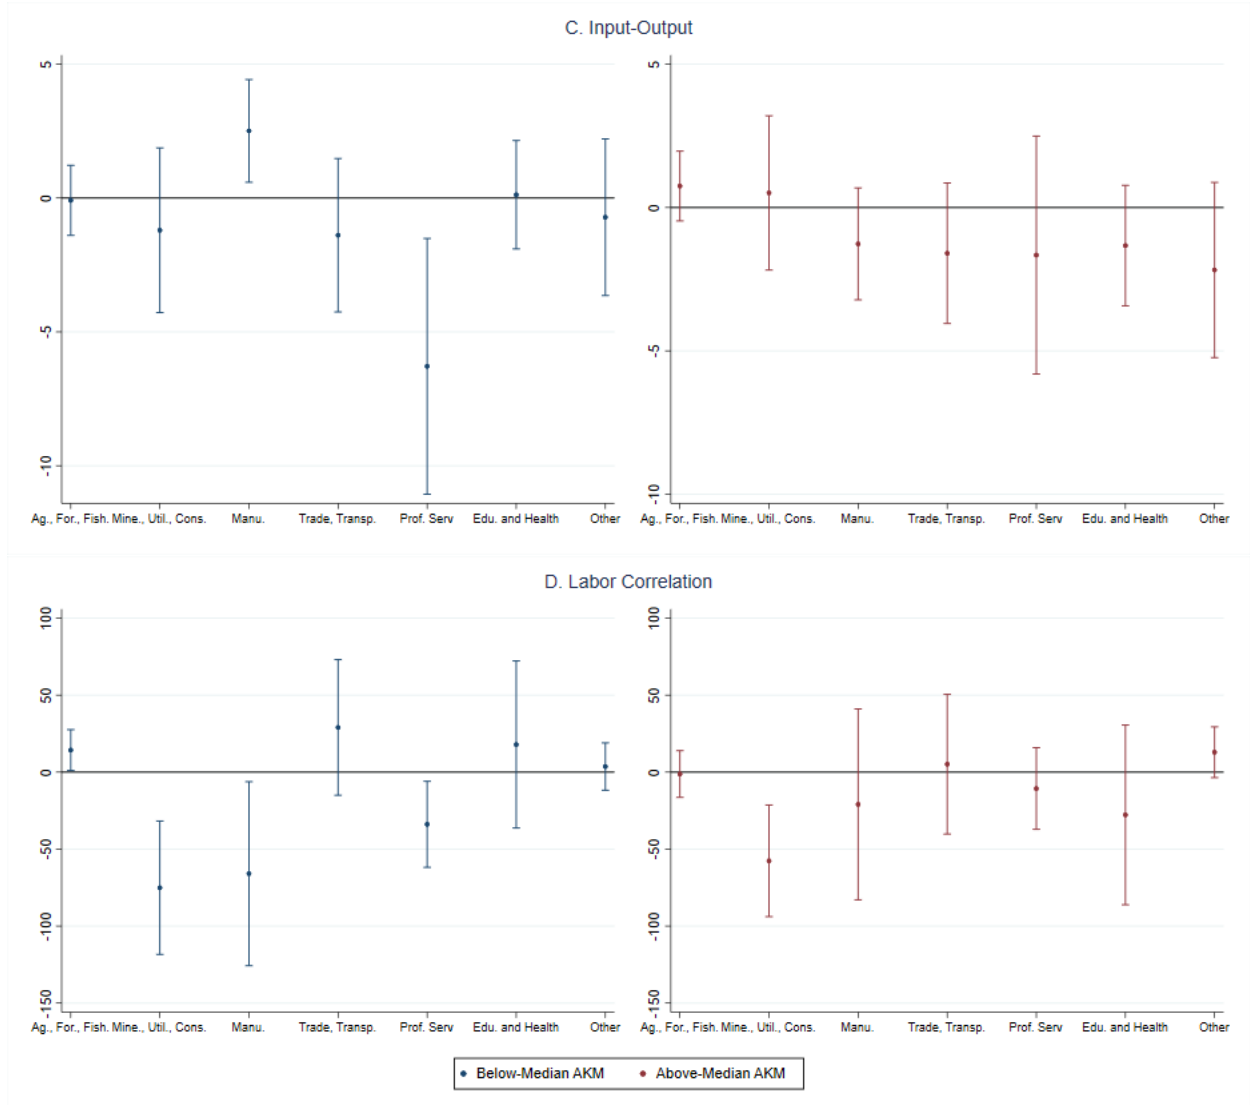 C. Input-Output
5
0
-5
-10
Ag., For., Fish. Mine., Util., Cons. Manu. Trade, Transp. Prof. Serv Edu. and Health Other
5
0
-5
-10
Ag., For., Fish. Mine., Util., Cons. Manu. Trade, Transp. Prof. Serv Edu. and Health Other
D. Labor Correlation
100
50
0
-50
-100
-150
Ag., For., Fish. Mine., Util., Cons. Manu. Trade, Transp. Prof. Serv Edu. and Health Other
100
50
0
-50
-100
-150
Ag., For., Fish. Mine., Util., Cons. Manu. Trade, Transp. Prof. Serv Edu. and Health Other
Below-Median AKM Above-Median AKM